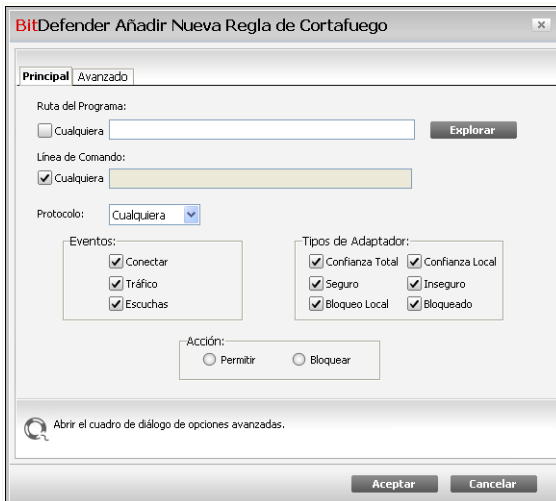 BitDefender Añadir Nueva Regla de Cortafuego
Principal Avanzado
Ruta del Programa:
Cualquiera
Explorar
Línea de Comando:
Cualquiera
Protocolo: Cualquiera
Eventos:
Conectar
Tráfico
Escuchas
Tipos de Adaptador:
Confianza Total Confianza Local
Seguro Inseguro
Bloqueo Local Bloqueado
Acción:
Permitir Bloquear
Abrir el cuadro de diálogo de opciones avanzadas.
Aceptar Cancelar